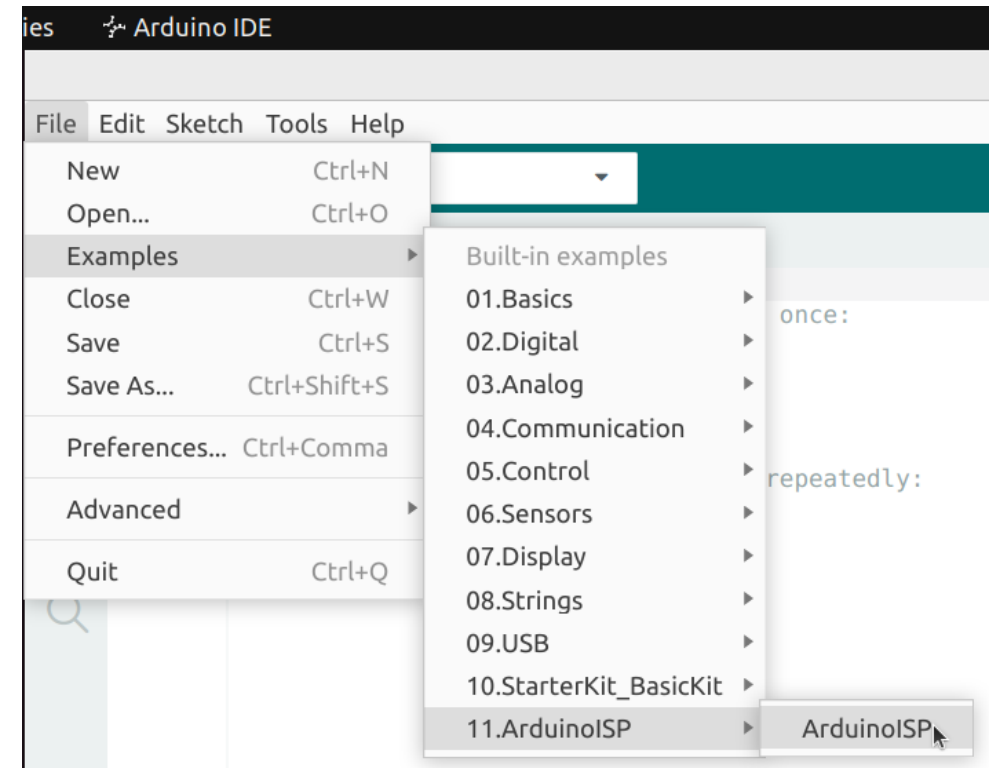 ies Arduino IDE
File Edit Sketch Tools Help
New Ctrl+N
Open... Ctrl+O
Examples
Close Ctrl+W
Save Ctrl+S
Save As... Ctrl+Shift+S
Preferences... Ctrl+Comma
Advanced
Quit Ctrl+Q
Built-in examples
01.Basics
02.Digital
03.Analog
04.Communication
05.Control
06.Sensors
07.Display
08.Strings
09.USB
10.StarterKit_BasicKit
11.ArduinoISP
ArduinoISP
once:
repeatedly: